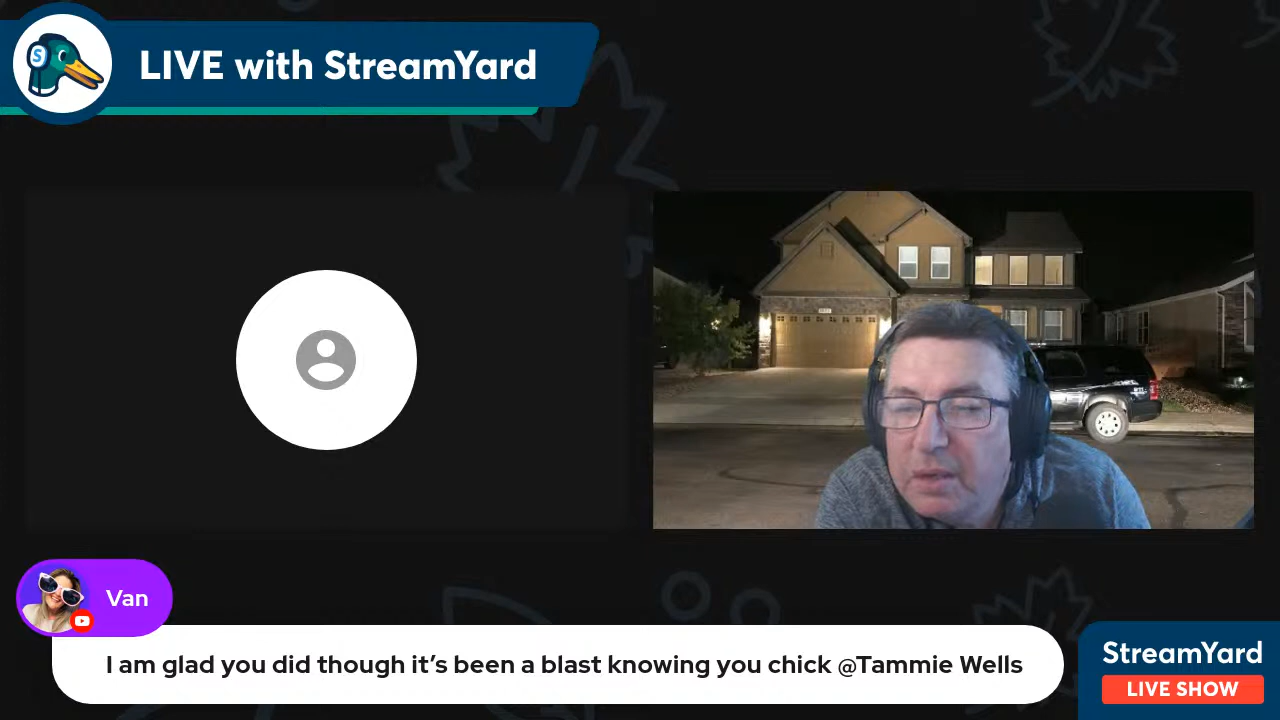 LIVE with StreamYard
S
Van
I am glad you did though it's been a blast knowing you chick @Tammie Wells
StreamYard
LIVE SHOW